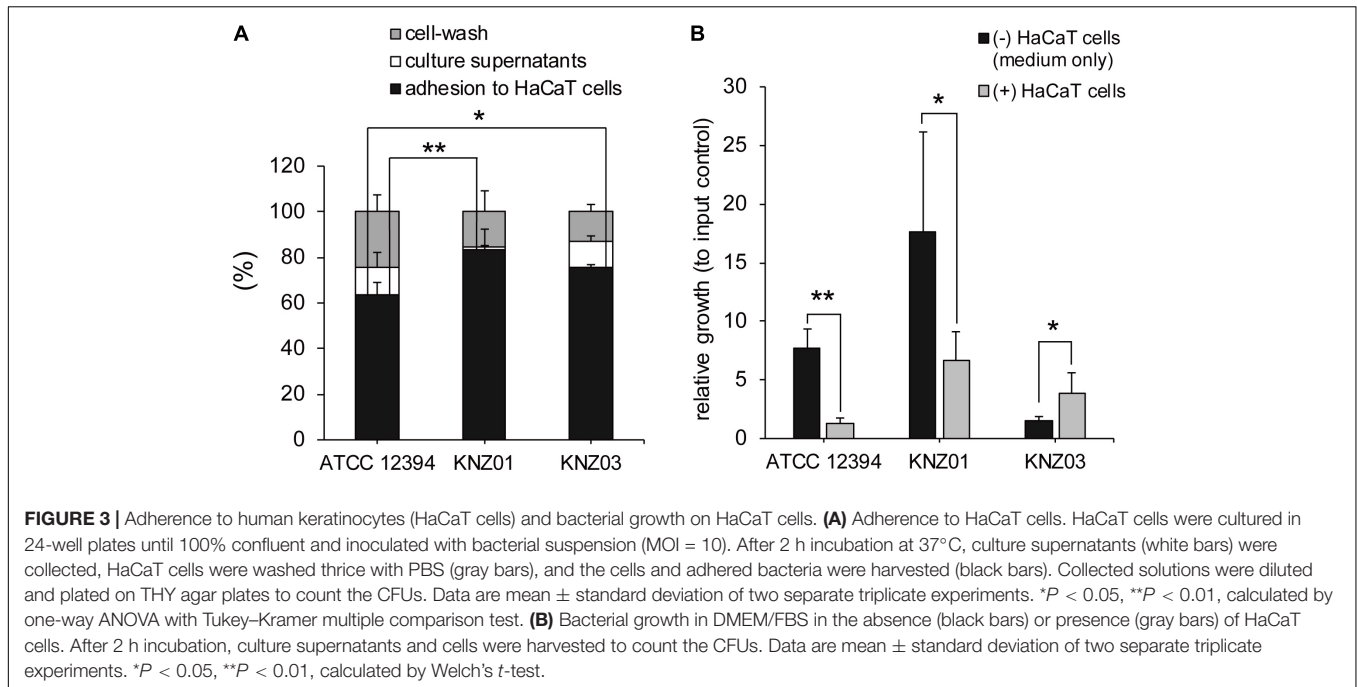 A
cell-wash
culture supernatants
adhesion to HaCaT cells
*
**
120
100
80
60
40
20
0
(%)
ATCC 12394 KNZ01 KNZ03
B
(-) HaCaT cells
(medium only)
(+) HaCaT cells
30
25
20
15
10
5
0
relative growth (to input control)
**
*
*
ATCC 12394 KNZ01 KNZ03
FIGURE 3 | Adherence to human keratinocytes (HaCaT cells) and bacterial growth on HaCaT cells. (A) Adherence to HaCaT cells. HaCaT cells were cultured in
24-well plates until 100% confluent and inoculated with bacterial suspension (MOI = 10). After 2 h incubation at 37°C, culture supernatants (white bars) were
collected, HaCaT cells were washed thrice with PBS (gray bars), and the cells and adhered bacteria were harvested (black bars). Collected solutions were diluted
and plated on THY agar plates to count the CFUs. Data are mean ± standard deviation of two separate triplicate experiments. *P < 0.05, **P < 0.01, calculated by
one-way ANOVA with Tukey–Kramer multiple comparison test. (B) Bacterial growth in DMEM/FBS in the absence (black bars) or presence (gray bars) of HaCaT
cells. After 2 h incubation, culture supernatants and cells were harvested to count the CFUs. Data are mean ± standard deviation of two separate triplicate
experiments. *P < 0.05, **P < 0.01, calculated by Welch's t-test.